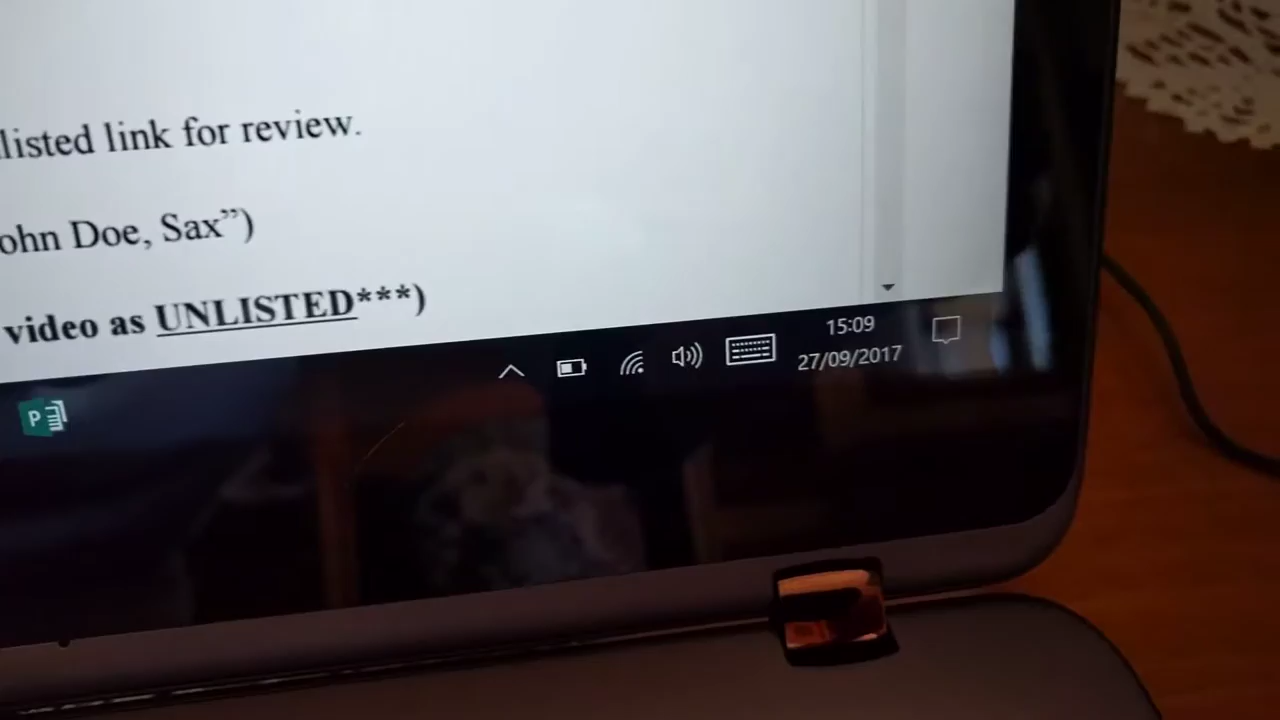 listed link for review.
ohn Doe, Sax”)
video as UNLISTED***)
P
15:09
27/09/2017